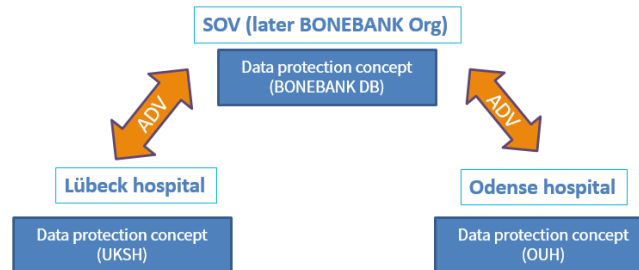 SOV (later BONEBANK Org)
Data protection concept
(BONEBANK DB)
ADV
ADV
Lübeck hospital
Odense hospital
Data protection concept
(UKSH)
Data protection concept
(OUH)